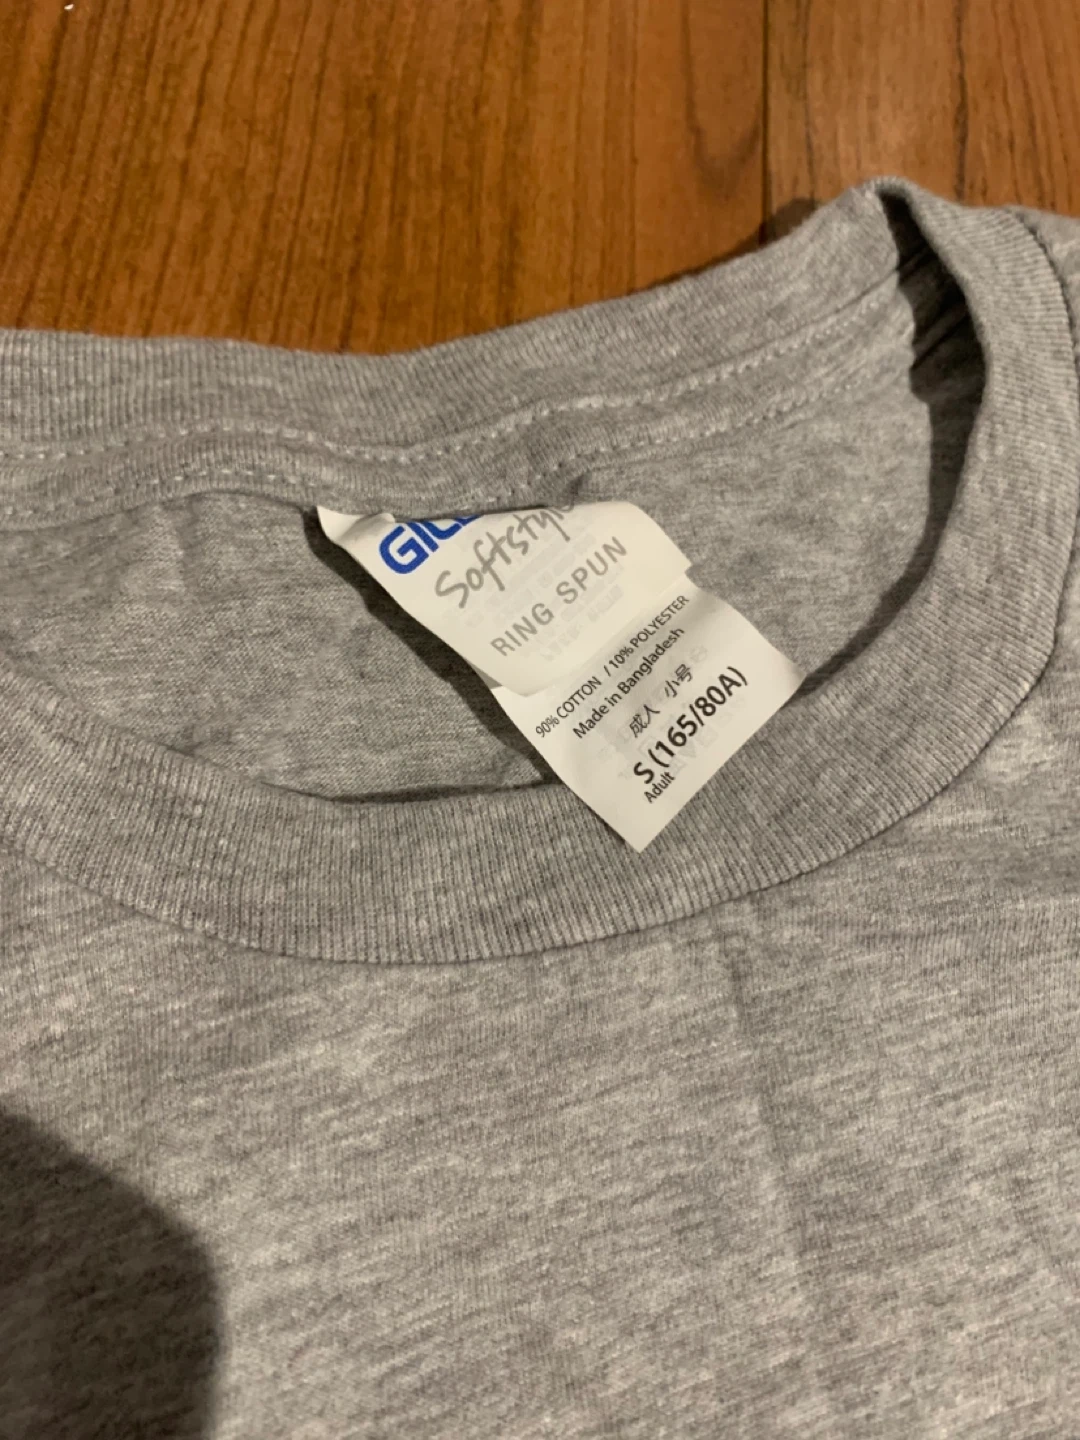 GIL
Softstyle
RING SPUN
90% COTTON / 10% POLYESTER
Made in Bangladesh
成人 小号
S (165/80A)
Adult